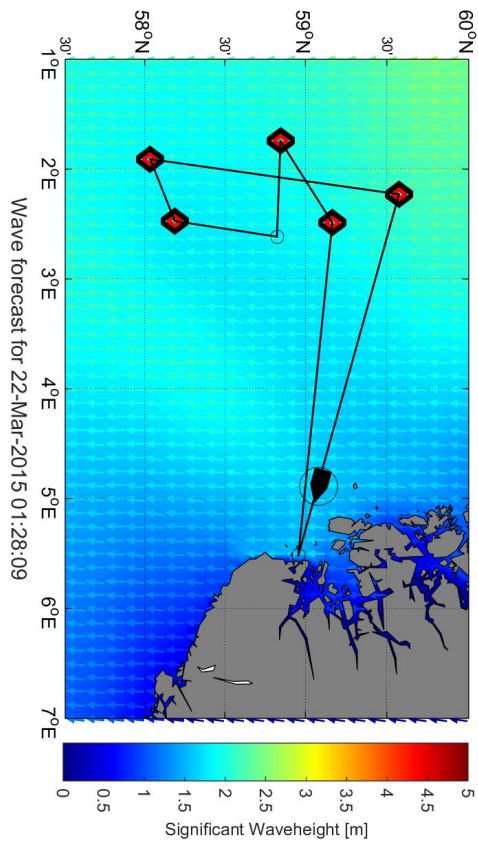 60°N
30'
59°N
30'
58°N
30'
1°E
2°E
3°E
4°E
5°E
6°E
7°E
Wave forecast for 22-Mar-2015 01:28:09
0
0.5
1
1.5
2
2.5
3
3.5
4
4.5
5
Significant Waveheight [m]